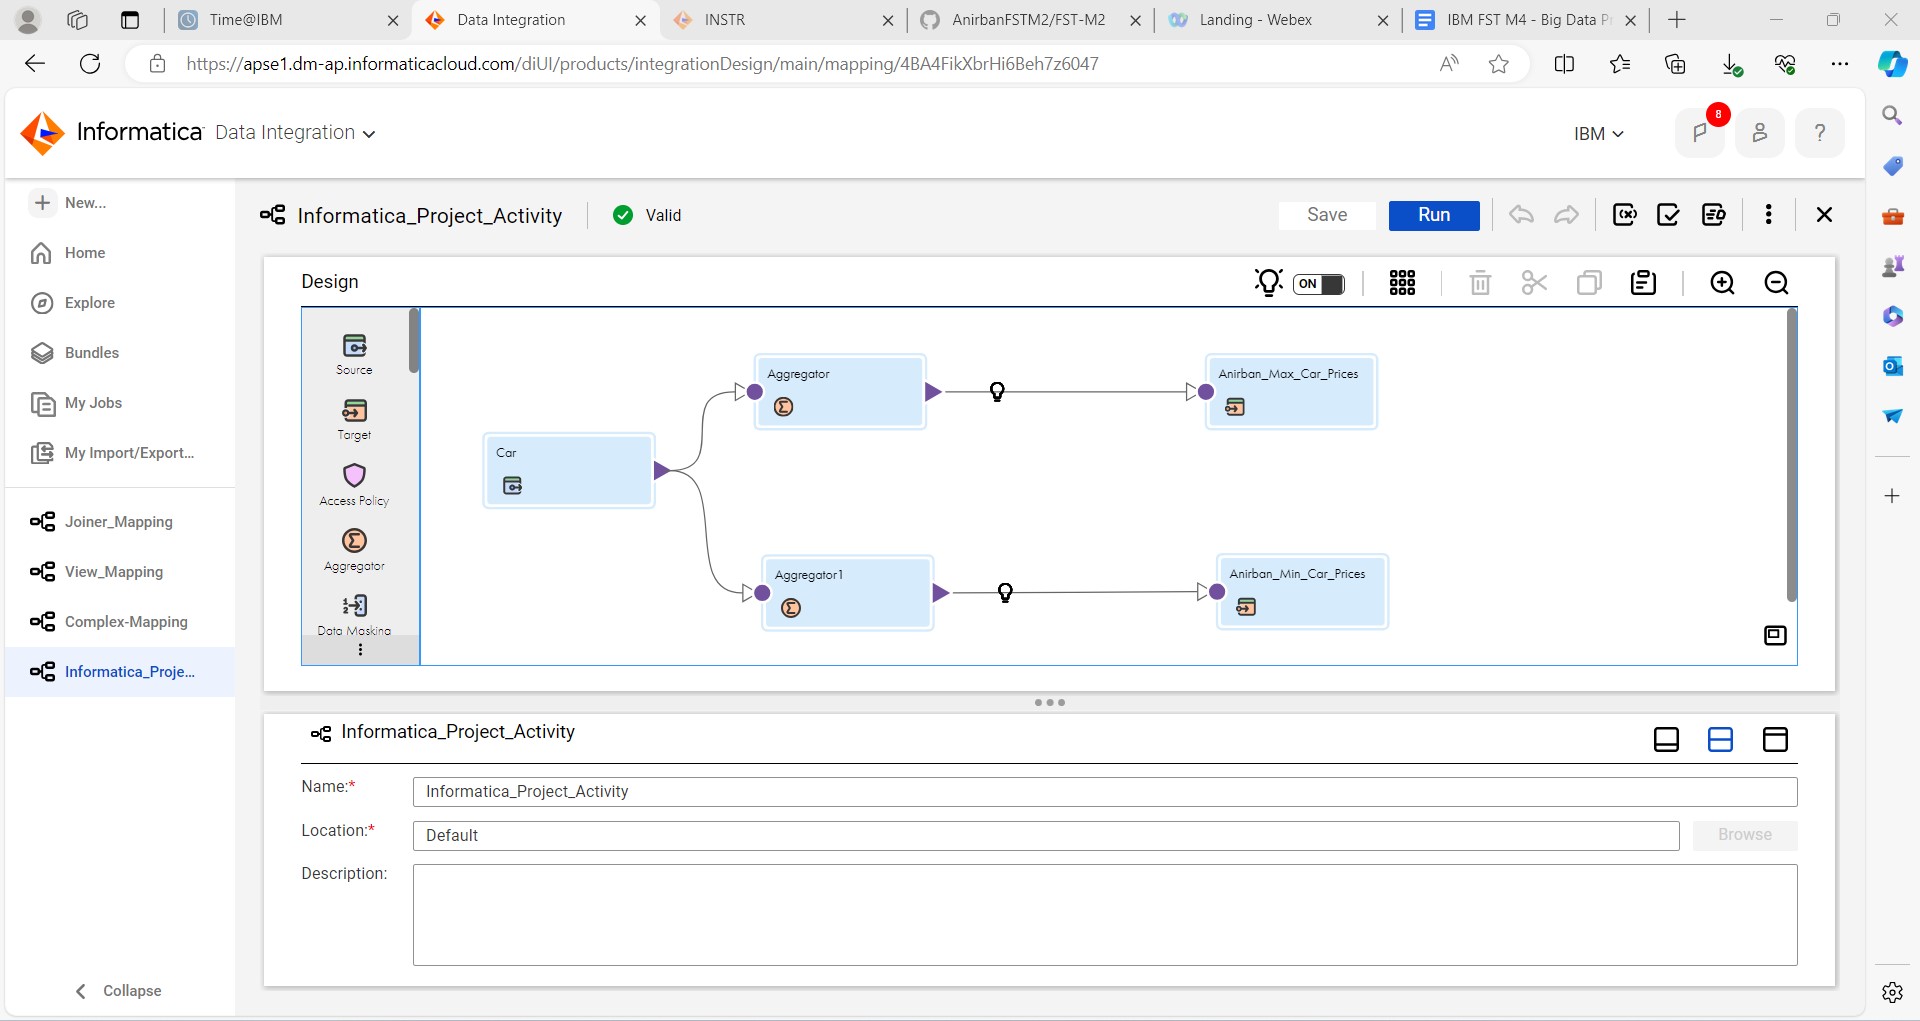 Time@IBM
Data Integration
INSTR
AnirbanFSTM2/FST-M2
Landing - Webex
IBM FST M4 - Big Data P
https://apse1.dm-ap.informaticacloud.com/diUI/products/integrationDesign/main/mapping/4BA4FikXbrHi6Beh7z6047
Informatica Data Integration
IBM
8
?
New...
Home
Explore
Bundles
My Jobs
My Import/Export...
Joiner_Mapping
View_Mapping
Complex-Mapping
Informatica_Proje...
Collapse
Informatica_Project_Activity
Valid
Save
Run
Design
ON
Source
Target
Access Policy
Aggregator
Data Masking
Car
Aggregator
Anirban_Max_Car_Prices
Aggregator1
Anirban_Min_Car_Prices
Informatica_Project_Activity
Name:*
Informatica_Project_Activity
Location:*
Default
Browse
Description: